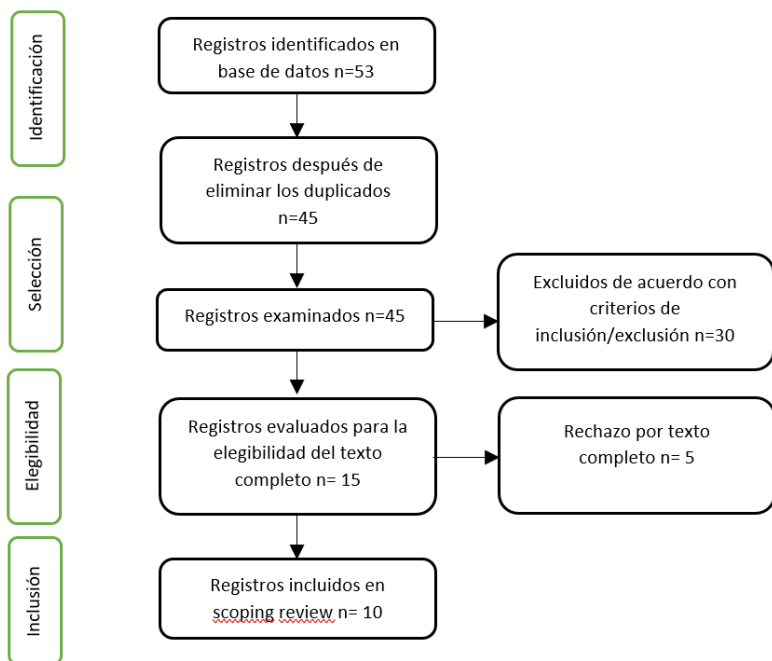 Identificación
Registros identificados en
base de datos n=53
Registros después de
eliminar los duplicados
n=45
Selección
Registros examinados n=45
Excluidos de acuerdo con
criterios de
inclusión/exclusión n=30
Elegibilidad
Registros evaluados para la
elegibilidad del texto
completo n= 15
Rechazo por texto
completo n= 5
Inclusión
Registros incluidos en
scoping review n= 10